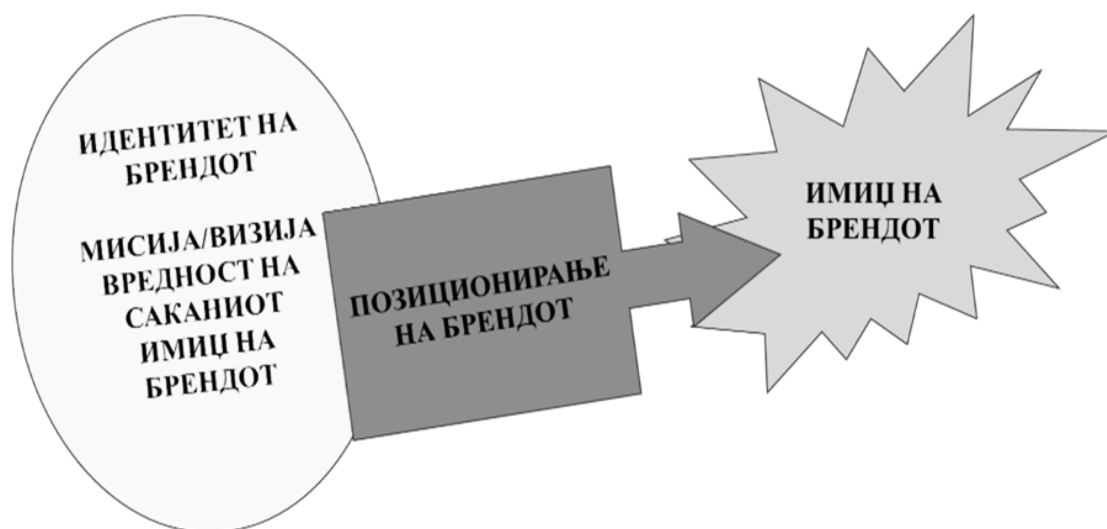 ИДЕНТИТЕТ НА
БРЕНДОТ
МИСИЈА/ВИЗИЈА
ВРЕДНОСТ НА
САКАНИОТ
ИМИЏ НА
БРЕНДОТ
ПОЗИЦИОНИРАЊЕ
НА БРЕНДОТ
ИМИЏ НА
БРЕНДОТ